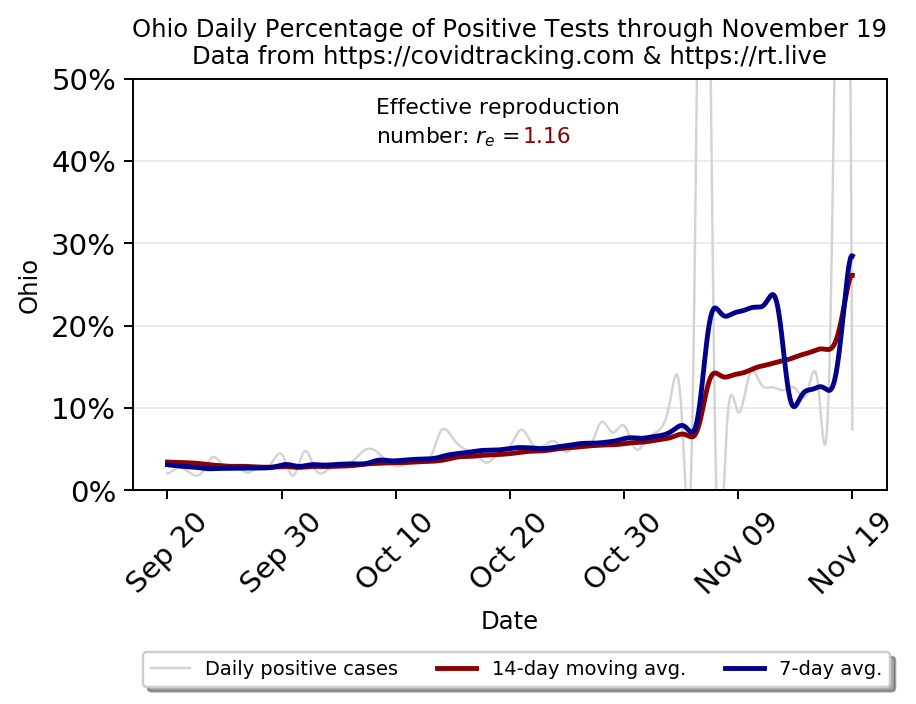 Ohio Daily Percentage of Positive Tests through November 19
Data from https://covidtracking.com & https://rt.live
50%
40%
30%
20%
10%
0%
Ohio
Effective reproduction
number: rₑ =1.16
Sep 20
Sep 30
Oct 10
Oct 20
Oct 30
Nov 09
Nov 19
Date
Daily positive cases
14-day moving avg.
7-day avg.